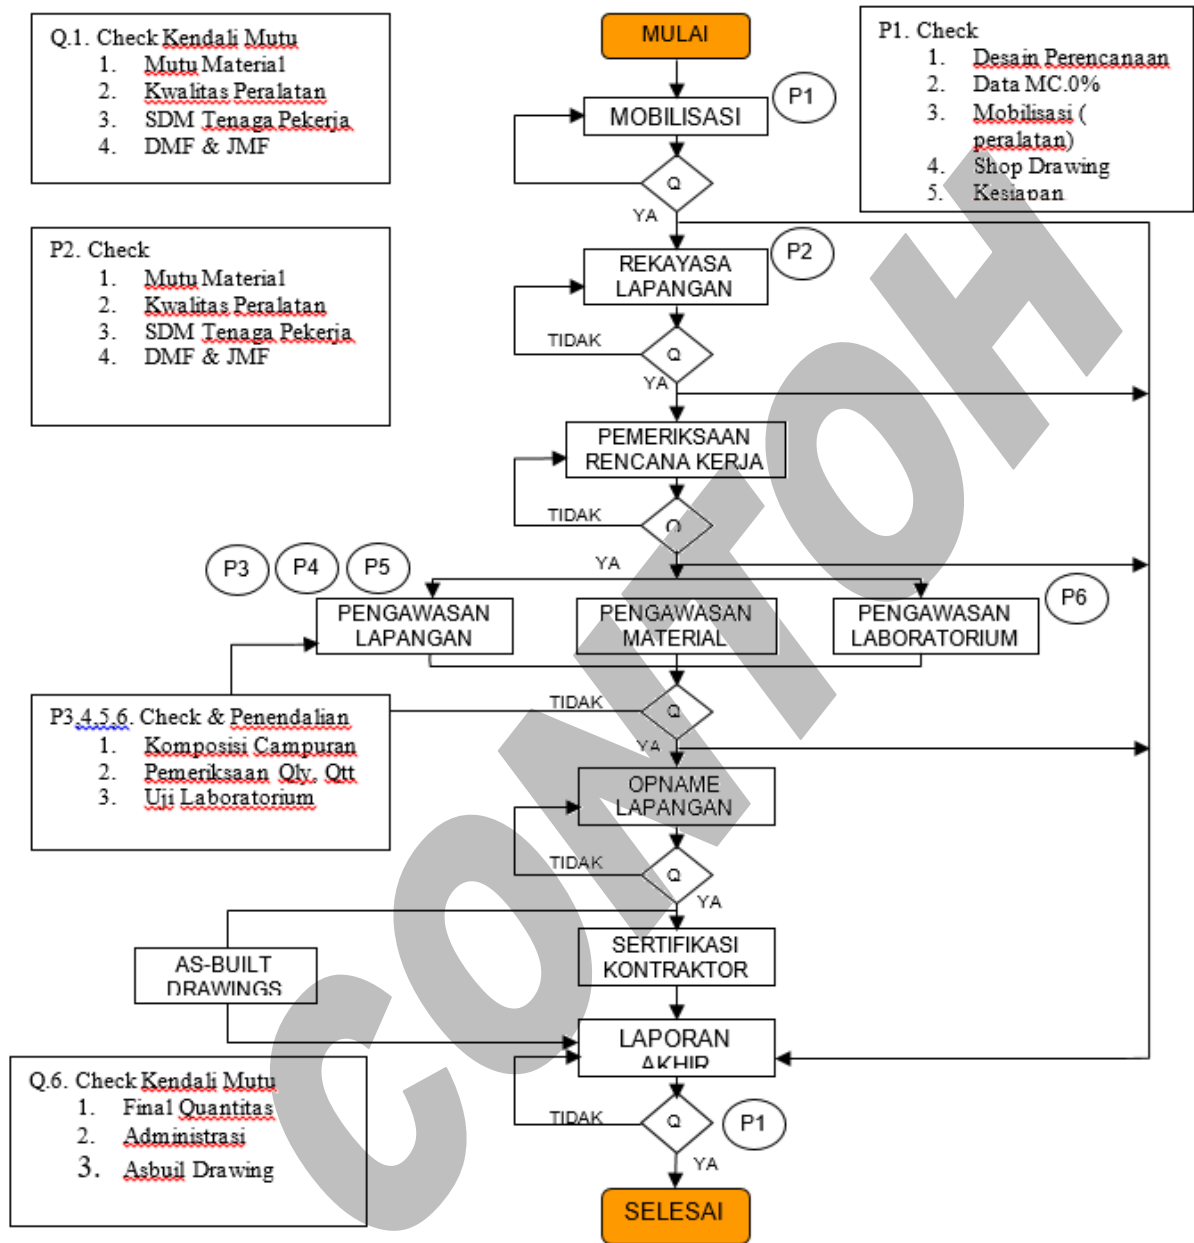 Q.1. Check Kendali Mutu
1. Mutu Material
2. Kwalitas Peralatan
3. SDM Tenaga Pekerja
4. DMF & JMF
MULAI
P1. Check
1. Desain Perencanaan
2. Data MC.0%
3. Mobilisasi (
peralatan)
4. Shop Drawing
5. Kesiapan
P1
MOBILISASI
Q
YA
P2. Check
1. Mutu Material
2. Kwalitas Peralatan
3. SDM Tenaga Pekerja
4. DMF & JMF
P2
REKAYASA
LAPANGAN
TIDAK
Q
YA
PEMERIKSAAN
RENCANA KERJA
TIDAK
Q
YA
P3
P4
P5
P6
PENGAWASAN
LAPANGAN
PENGAWASAN
MATERIAL
PENGAWASAN
LABORATORIUM
P3,4,5,6. Check & Penendalian
1. Komposisi Campuran
2. Pemeriksaan Qly, Qtt
3. Uji Laboratorium
TIDAK
Q
YA
OPNAME
LAPANGAN
TIDAK
Q
YA
AS-BUILT
DRAWINGS
SERTIFIKASI
KONTRAKTOR
LAPORAN
AKHIR
Q.6. Check Kendali Mutu
1. Final Quantitas
2. Administrasi
3. Asbuil Drawing
TIDAK
Q
P1
YA
SELESAI
CONTOH